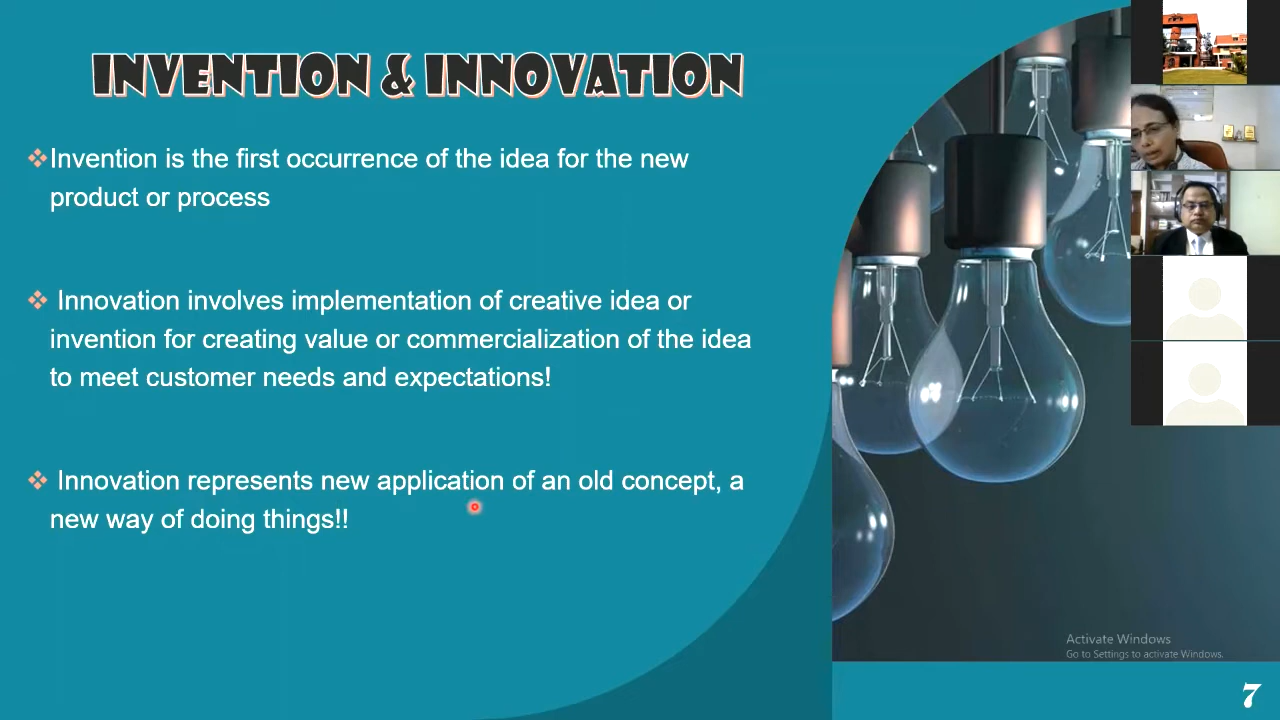 INVENTION & INNOVATION
❖Invention is the first occurrence of the idea for the new
product or process
❖ Innovation involves implementation of creative idea or
invention for creating value or commercialization of the idea
to meet customer needs and expectations!
❖ Innovation represents new application of an old concept, a
new way of doing things!!
Activate Windows
Go to Settings to activate Windows.
7